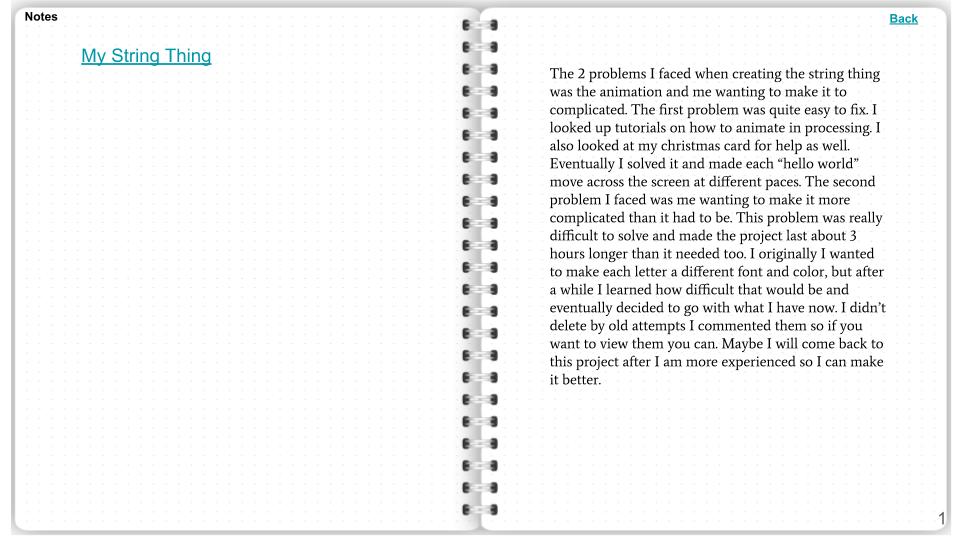 Notes
Back
My String Thing
The 2 problems I faced when creating the string thing
was the animation and me wanting to make it to
complicated. The first problem was quite easy to fix. I
looked up tutorials on how to animate in processing. I
also looked at my christmas card for help as well.
Eventually I solved it and made each “hello world”
move across the screen at different paces. The second
problem I faced was me wanting to make it more
complicated than it had to be. This problem was really
difficult to solve and made the project last about 3
hours longer than it needed too. I originally I wanted
to make each letter a different font and color, but after
a while I learned how difficult that would be and
eventually decided to go with what I have now. I didn’t
delete by old attempts I commented them so if you
want to view them you can. Maybe I will come back to
this project after I am more experienced so I can make
it better.
1